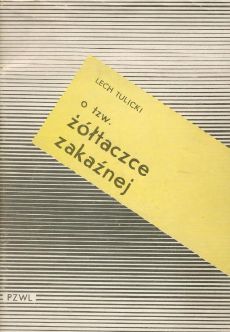 LECH TULICKI
o tzw.
żółtaczce
zakaźnej
PZWL